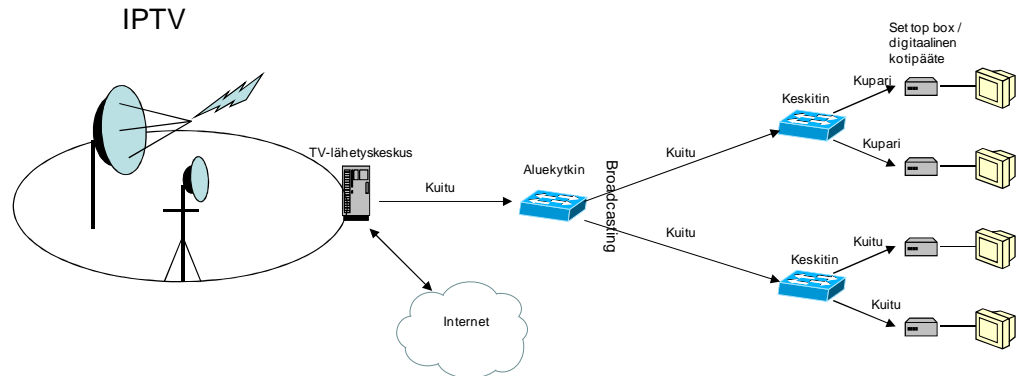 IPTV
Set top box /
digitaalinen
kotipääte
Kupari
Keskitin
TV-lähetyskeskus
Kuitu
Kupari
Aluekytkin
Kuitu
Broadcasting
Kuitu
Kuitu
Keskitin
Kuitu
Internet